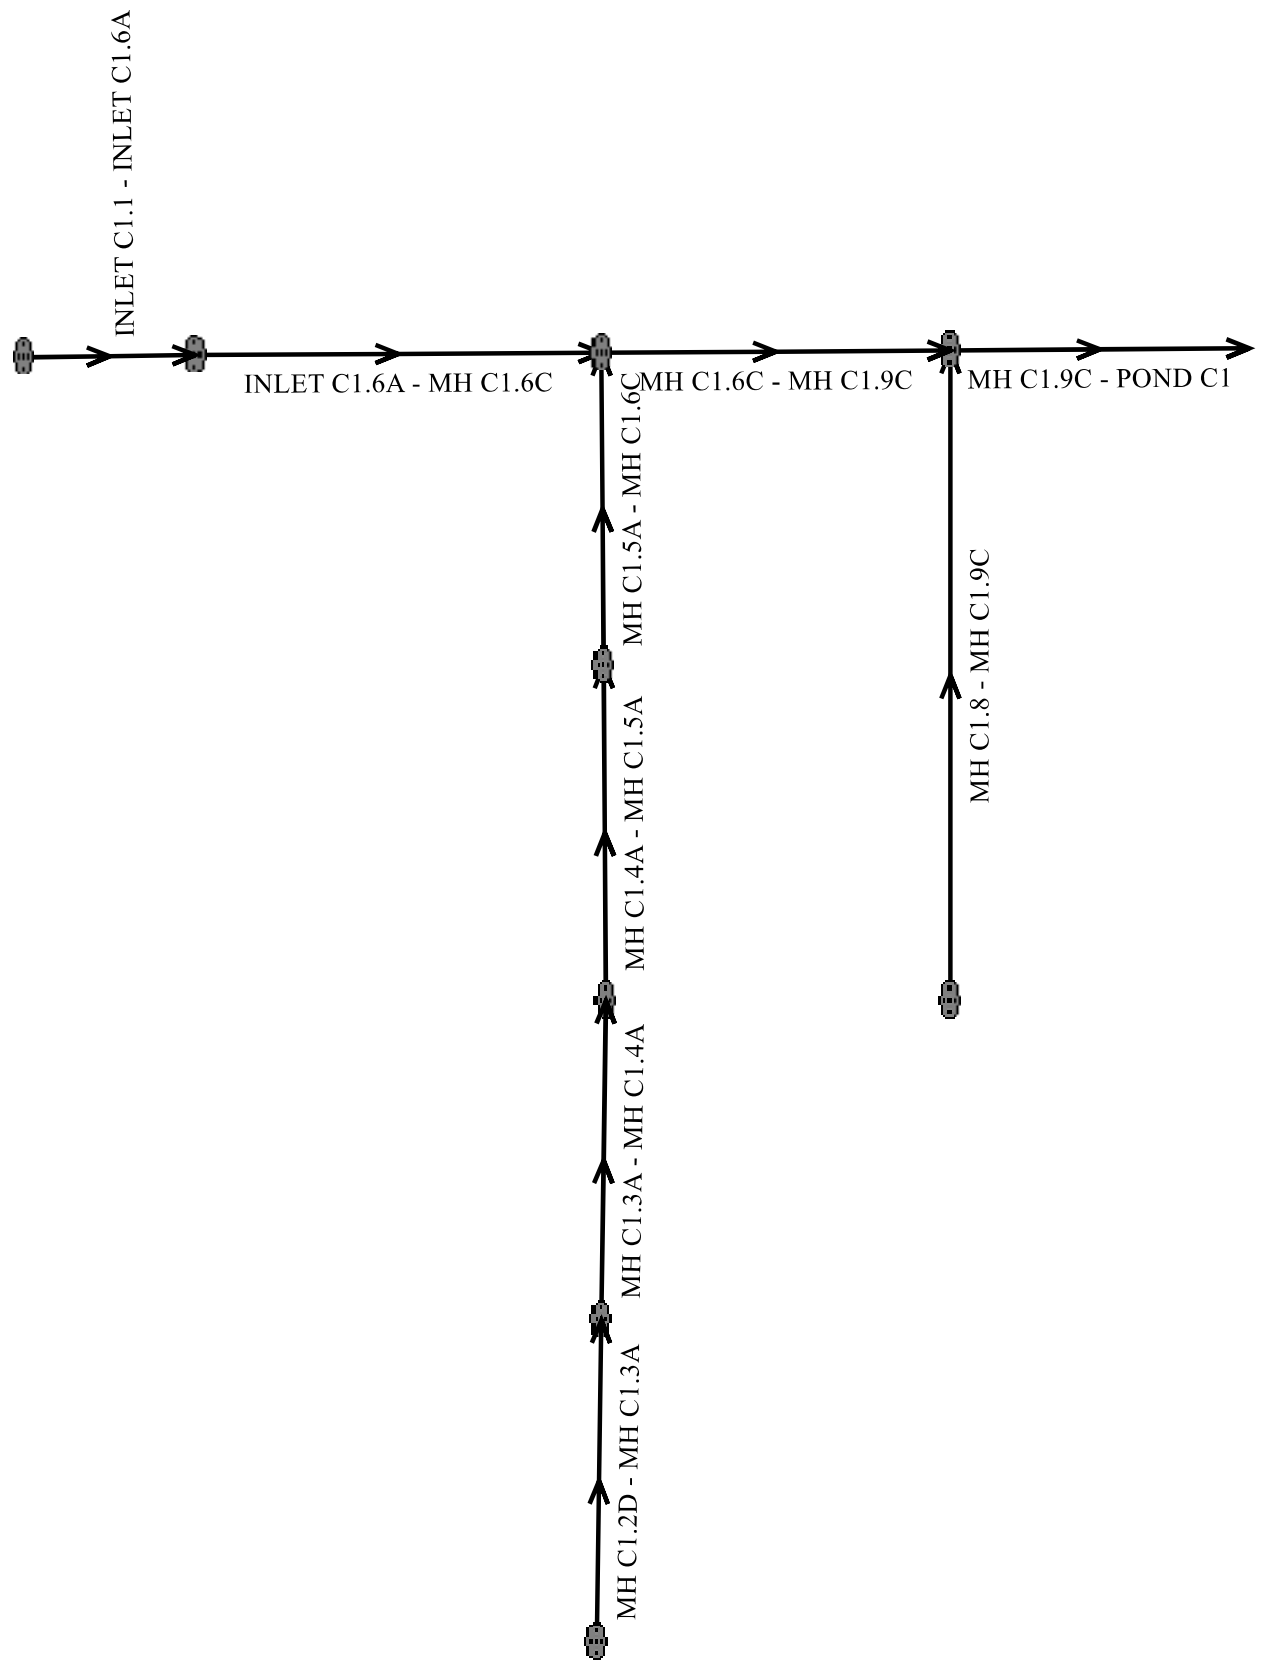 INLET C1.1 - INLET C1.6A
INLET C1.6A - MH C1.6C
MH C1.6C - MH C1.9C
MH C1.9C - POND C1
MH C1.5A - MH C1.6C
MH C1.8 - MH C1.9C
MH C1.4A - MH C1.5A
MH C1.3A - MH C1.4A
MH C1.2D - MH C1.3A